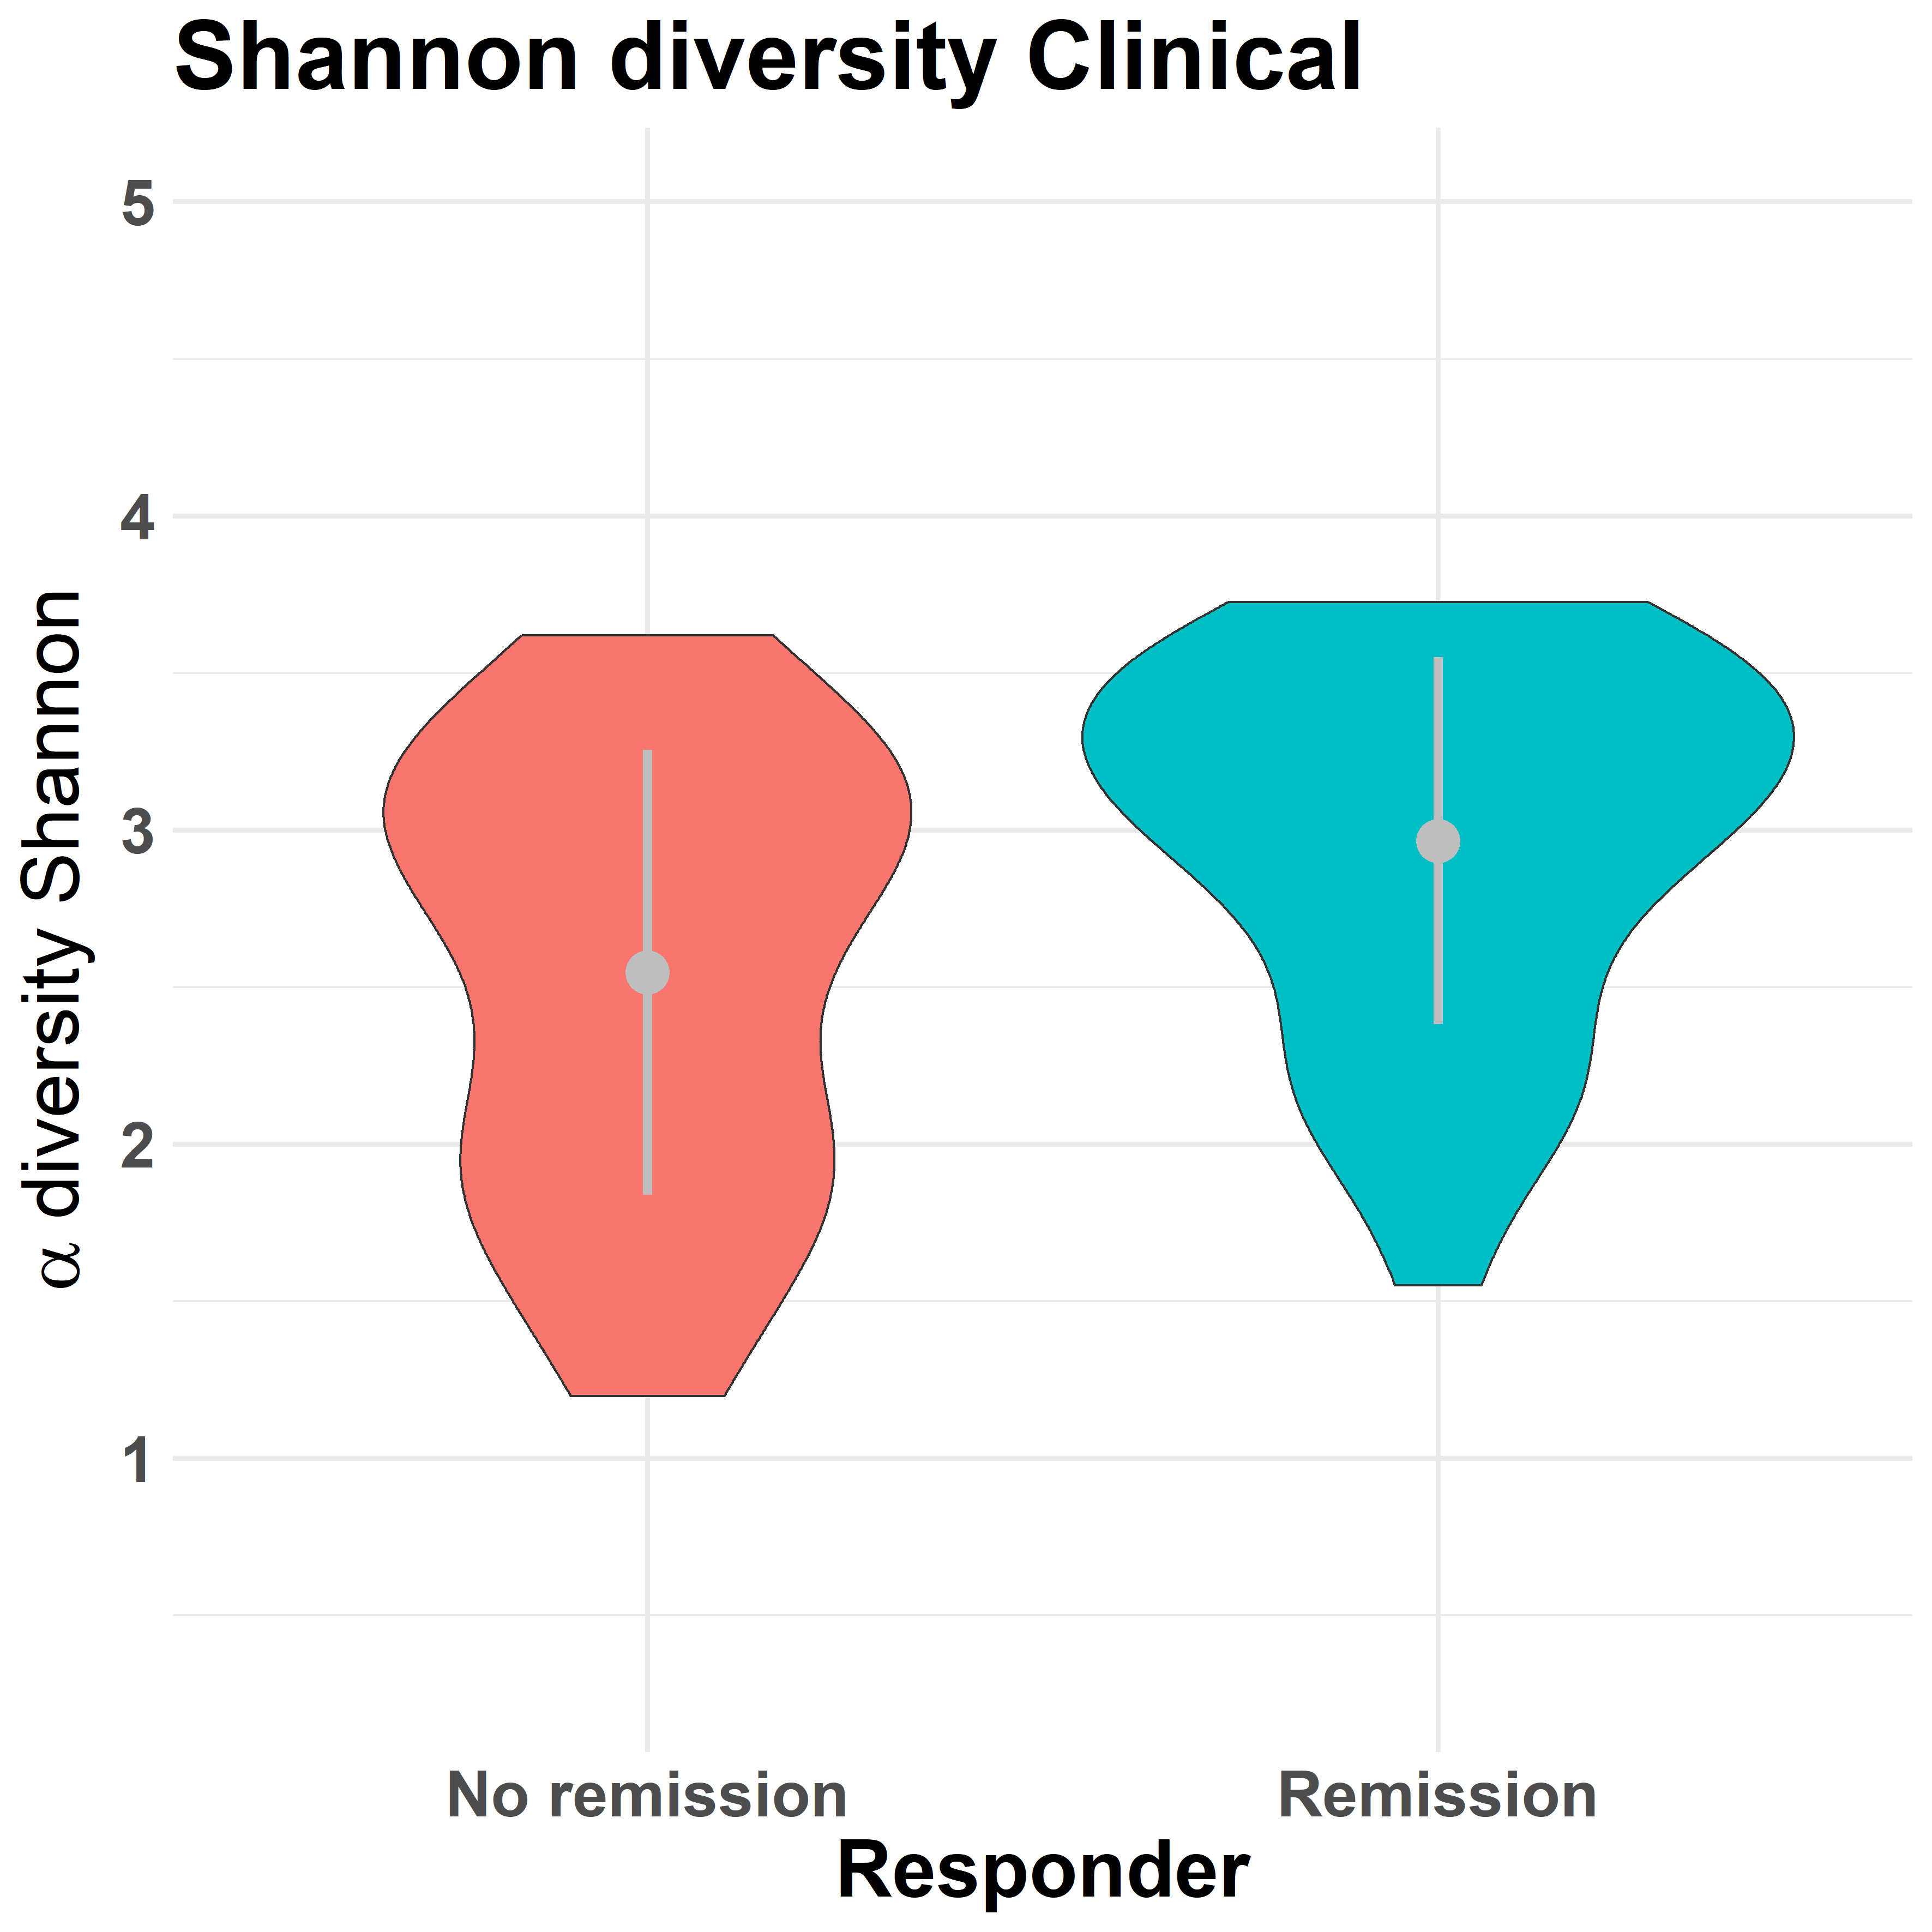 Shannon diversity Clinical
α diversity Shannon
5
4
3
2
1
No remission
Remission
Responder